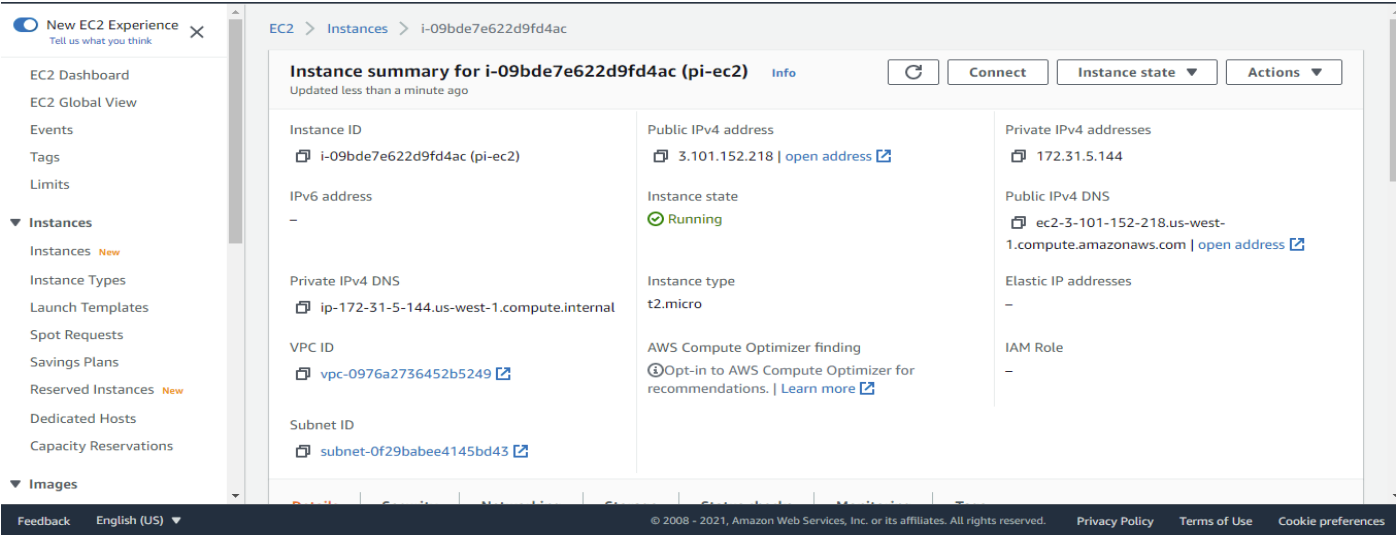 New EC2 Experience
Tell us what you think
EC2 Dashboard
EC2 Global View
Events
Tags
Limits
Instances
Instances New
Instance Types
Launch Templates
Spot Requests
Savings Plans
Reserved Instances New
Dedicated Hosts
Capacity Reservations
Images
EC2 > Instances > i-09bde7e622d9fd4ac
Instance summary for i-09bde7e622d9fd4ac (pi-ec2) Info
Connect Instance state Actions
Updated less than a minute ago
Instance ID
i-09bde7e622d9fd4ac (pi-ec2)
Public IPv4 address
3.101.152.218 | open address
Private IPv4 addresses
172.31.5.144
IPv6 address
–
Instance state
Running
Public IPv4 DNS
ec2-3-101-152-218.us-west-
1.compute.amazonaws.com | open address
Private IPv4 DNS
ip-172-31-5-144.us-west-1.compute.internal
Instance type
t2.micro
Elastic IP addresses
–
VPC ID
vpc-0976a2736452b5249
AWS Compute Optimizer finding
Opt-in to AWS Compute Optimizer for
recommendations. | Learn more
IAM Role
–
Subnet ID
subnet-0f29babee4145bd43
Feedback English (US) © 2008 - 2021, Amazon Web Services, Inc. or its affiliates. All rights reserved. Privacy Policy Terms of Use Cookie preferences